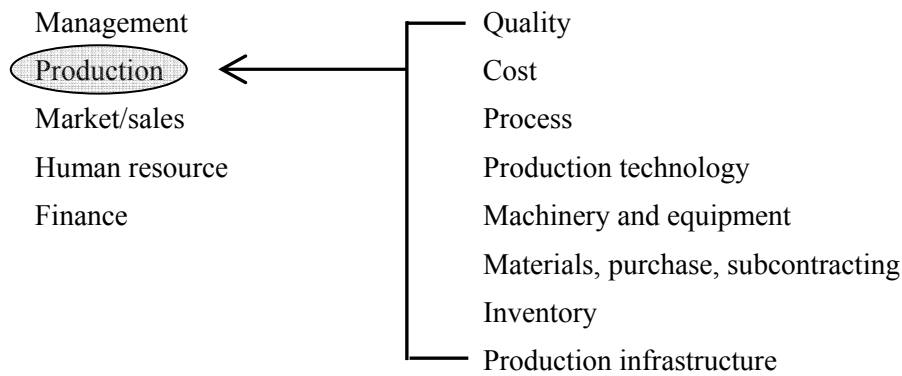 Management
Production
Market/sales
Human resource
Finance
Quality
Cost
Process
Production technology
Machinery and equipment
Materials, purchase, subcontracting
Inventory
Production infrastructure